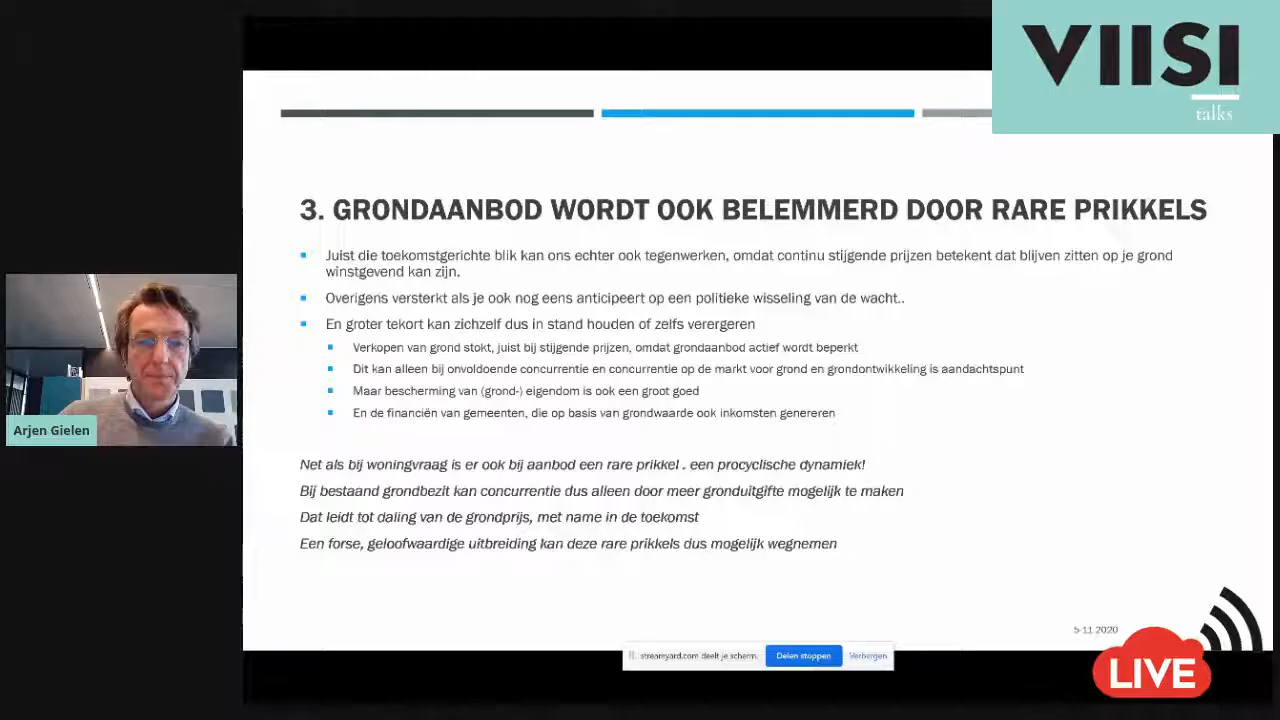 VIISI
talks
3. GRONDAANBOD WORDT OOK BELEMMERD DOOR RARE PRIKKELS
Juist die toekomstgerichte blik kan ons echter ook tegenwerken, omdat continu stijgende prijzen betekent dat blijven zitten op je grond
winstgevend kan zijn.
Overigens versterkt als je ook nog eens anticipeert op een politieke wisseling van de wacht..
En groter tekort kan zichzelf dus in stand houden of zelfs verergeren
Verkopen van grond stokt, juist bij stijgende prijzen, omdat grondaanbod actief wordt beperkt
Dit kan alleen bij onvoldoende concurrentie en concurrentie op de markt voor grond en grondontwikkeling is aandachtspunt
Maar bescherming van (grond-) eigendom is ook een groot goed
En de financiën van gemeenten, die op basis van grondwaarde ook inkomsten genereren
Arjen Gielen
Net als bij woningvraag is er ook bij aanbod een rare prikkel . een procyclische dynamiek!
Bij bestaand grondbezit kan concurrentie dus alleen door meer gronduitgifte mogelijk te maken
Dat leidt tot daling van de grondprijs, met name in de toekomst
Een forse, geloofwaardige uitbreiding kan deze rare prikkels dus mogelijk wegnemen
5-11 2020
streamyard.com deelt je scherm.
Delen stoppen
Verbergen
LIVE